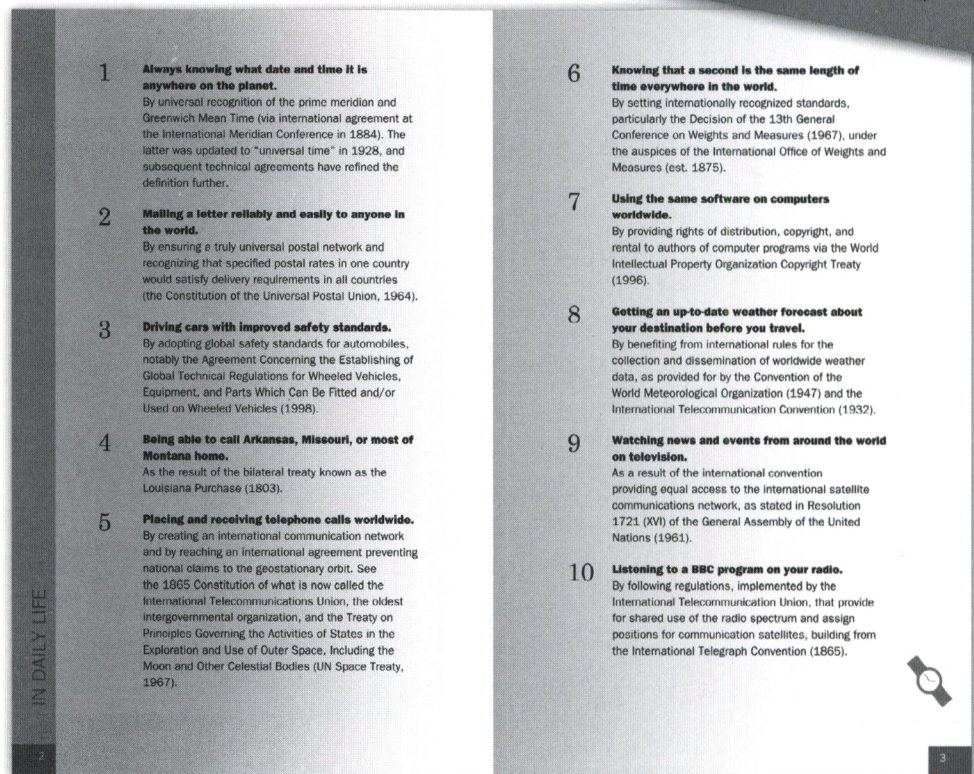 1
Always knowing what date and time it is
anywhere on the planet.
By universal recognition of the prime meridian and
Greenwich Mean Time (via international agreement at
the International Meridian Conference in 1884). The
latter was updated to "universal time" in 1928, and
subsequent technical agreements have refined the
definition further.
2
Mailing a letter reliably and easily to anyone in
the world.
By ensuring a truly universal postal network and
recognizing that specified postal rates in one country
would satisfy delivery requirements in all countries
(the Constitution of the Universal Postal Union, 1964).
3
Driving cars with improved safety standards.
By adopting global safety standards for automobiles,
notably the Agreement Concerning the Establishing of
Global Technical Regulations for Wheeled Vehicles,
Equipment, and Parts Which Can Be Fitted and/or
Used on Wheeled Vehicles (1998).
4
Being able to call Arkansas, Missouri, or most of
Montana home.
As the result of the bilateral treaty known as the
Louisiana Purchase (1803).
5
Placing and receiving telephone calls worldwide.
By creating an international communication network
and by reaching an international agreement preventing
national claims to the geostationary orbit. See
the 1865 Constitution of what is now called the
International Telecommunications Union, the oldest
intergovernmental organization, and the Treaty on
Principles Governing the Activities of States in the
Exploration and Use of Outer Space, Including the
Moon and Other Celestial Bodies (UN Space Treaty,
1967).
IN DAILY LIFE
2
6
Knowing that a second is the same length of
time everywhere in the world.
By setting internationally recognized standards,
particularly the Decision of the 13th General
Conference on Weights and Measures (1967), under
the auspices of the International Office of Weights and
Measures (est. 1875).
7
Using the same software on computers
worldwide.
By providing rights of distribution, copyright, and
rental to authors of computer programs via the World
Intellectual Property Organization Copyright Treaty
(1996).
8
Getting an up-to-date weather forecast about
your destination before you travel.
By benefiting from international rules for the
collection and dissemination of worldwide weather
data, as provided for by the Convention of the
World Meteorological Organization (1947) and the
International Telecommunication Convention (1932).
9
Watching news and events from around the world
on television.
As a result of the international convention
providing equal access to the international satellite
communications network, as stated in Resolution
1721 (XVI) of the General Assembly of the United
Nations (1961).
10
Listening to a BBC program on your radio.
By following regulations, implemented by the
International Telecommunication Union, that provide
for shared use of the radio spectrum and assign
positions for communication satellites, building from
the International Telegraph Convention (1865).
3